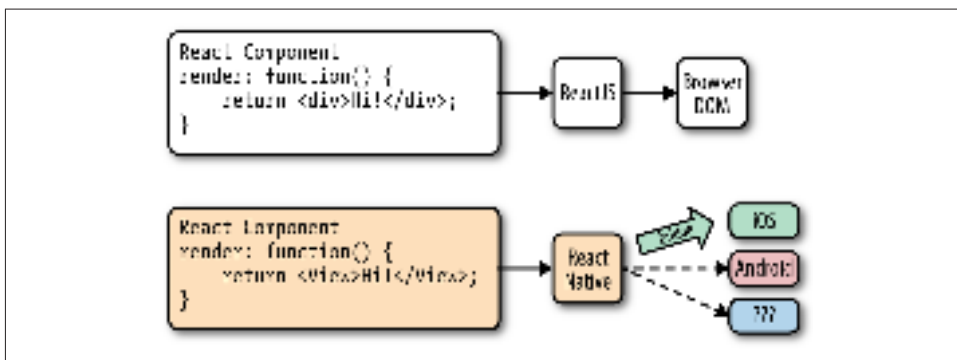 React Component
render: function() {
return <div>Hi!</div>;
}
ReactJS
Browser
DOM
React Component
render: function() {
return <View>Hi!</View>;
}
React
Native
iOS
Android
???